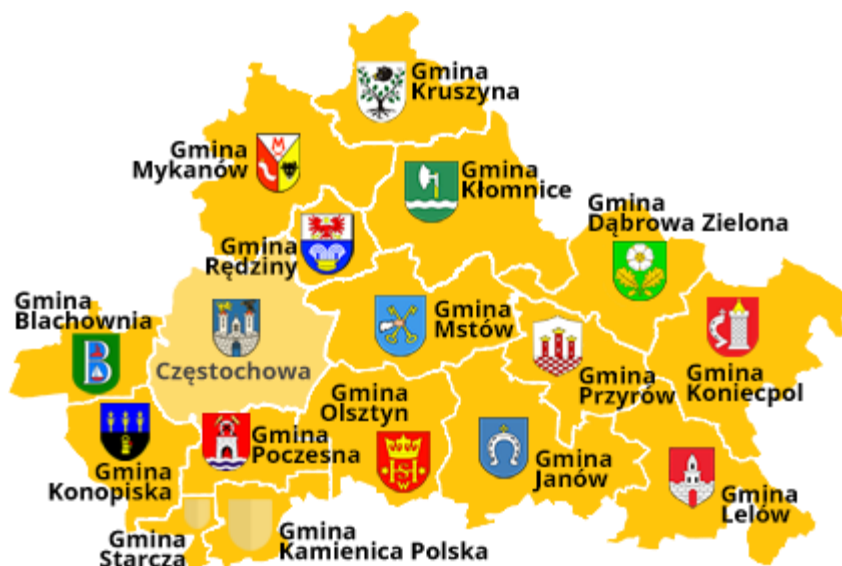 Gmina
Kruszyna
Gmina
Mykanów
Gmina
Kłomnice
Gmina
Dąbrowa Zielona
Gmina
Rędziny
Gmina
Blachownia
Gmina
Mstów
Częstochowa
Gmina
Przyrów
Gmina
Koniecpol
Gmina
Olsztyn
Gmina
Poczesna
Gmina
Konopiska
Gmina
Janów
Gmina
Lelów
Gmina
Starcza
Gmina
Kamienica Polska